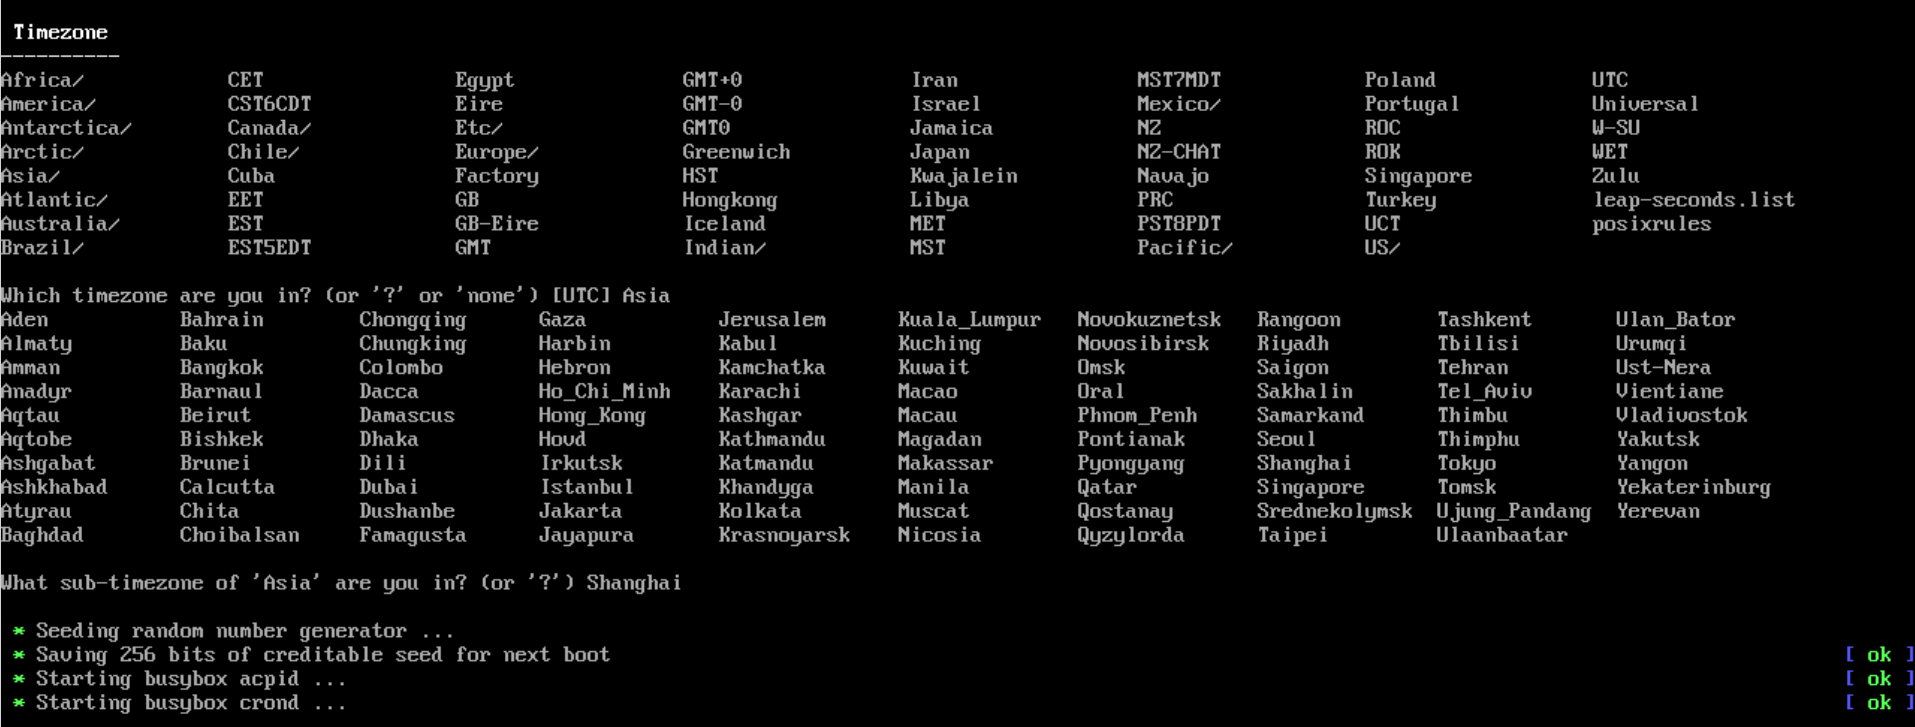 Timezone
----------
Africa/ CET Egypt GMT+0 Iran MST7MDT Poland UTC
America/ CST6CDT Eire GMT-0 Israel Mexico/ Portugal Universal
Antarctica/ Canada/ Etc/ GMT0 Jamaica NZ ROC W-SU
Arctic/ Chile/ Europe/ Greenwich Japan NZ-CHAT ROK WET
Asia/ Cuba Factory HST Kwajalein Navajo Singapore Zulu
Atlantic/ EET GB Hongkong Libya PRC Turkey leap-seconds.list
Australia/ EST GB-Eire Iceland MET PST8PDT UCT posixrules
Brazil/ EST5EDT GMT Indian/ MST Pacific/ US/
Which timezone are you in? (or '?' or 'none') [UTC] Asia
Aden Bahrain Chongqing Gaza Jerusalem Kuala_Lumpur Novokuznetsk Rangoon Tashkent Ulan_Bator
Almaty Baku Chungking Harbin Kabul Kuching Novosibirsk Riyadh Tbilisi Urumqi
Amman Bangkok Colombo Hebron Kamchatka Kuwait Omsk Saigon Tehran Ust-Nera
Anadyr Barnaul Dacca Ho_Chi_Minh Karachi Macao Oral Sakhalin Tel_Aviv Vientiane
Aqtau Beirut Damascus Hong_Kong Kashgar Macau Phnom_Penh Samarkand Thimbu Vladivostok
Aqtobe Bishkek Dhaka Hovd Kathmandu Magadan Pontianak Seoul Thimphu Yakutsk
Ashgabat Brunei Dili Irkutsk Katmandu Makassar Pyongyang Shanghai Tokyo Yangon
Ashkhabad Calcutta Dubai Istanbul Khandyga Manila Qatar Singapore Tomsk Yekaterinburg
Atyrau Chita Dushanbe Jakarta Kolkata Muscat Qostanay Srednekolymsk Ujung_Pandang Yerevan
Baghdad Choibalsan Famagusta Jayapura Krasnoyarsk Nicosia Qyzylorda Taipei Ulaanbaatar
What sub-timezone of 'Asia' are you in? (or '?') Shanghai
* Seeding random number generator ...
* Saving 256 bits of creditable seed for next boot [ ok ]
* Starting busybox acpid ... [ ok ]
* Starting busybox crond ... [ ok ]